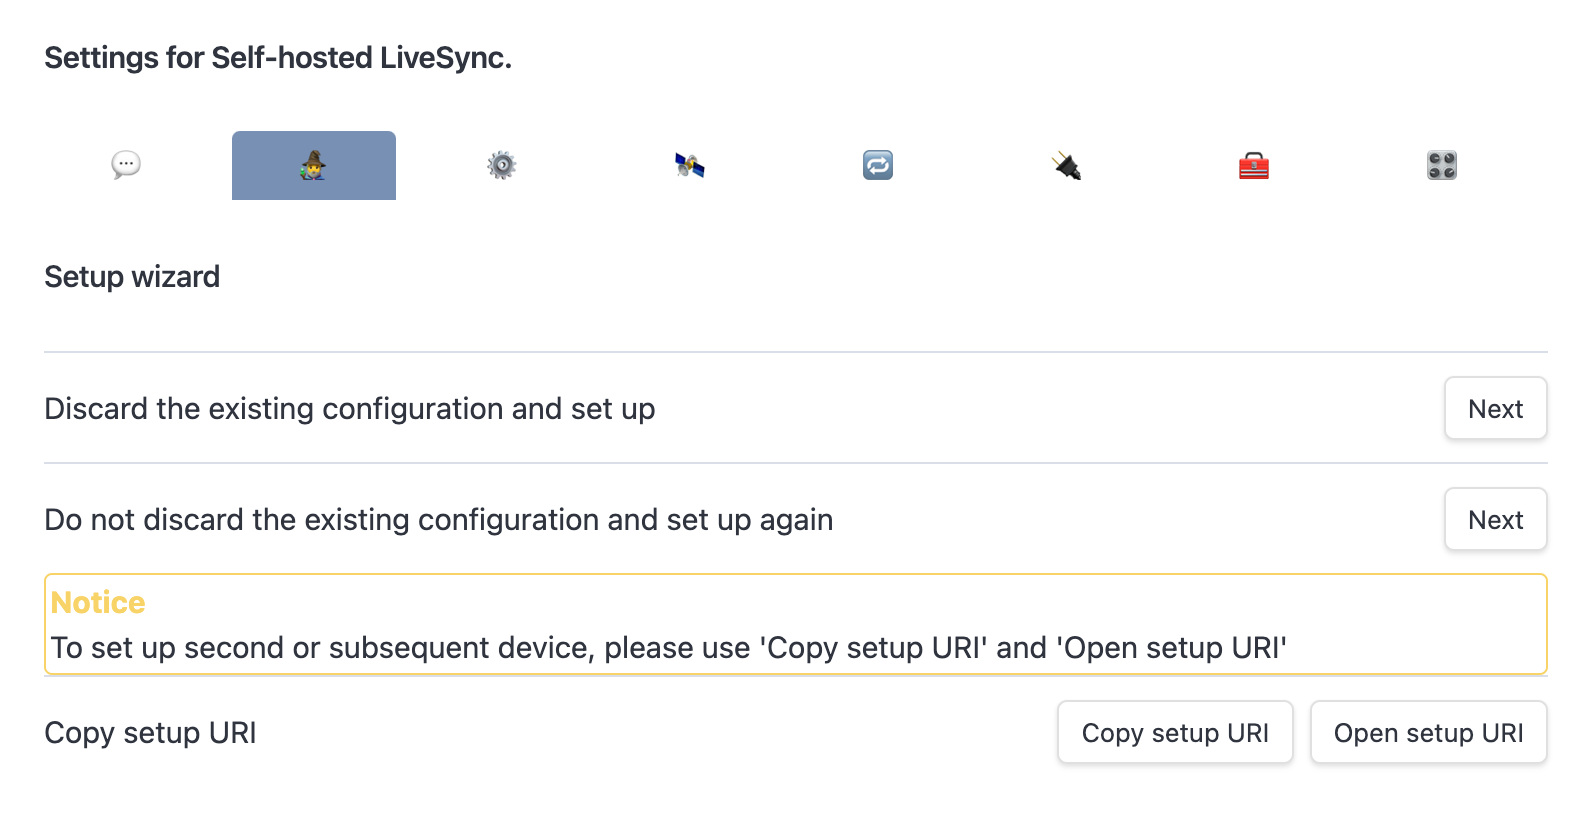 Settings for Self-hosted LiveSync.
Setup wizard
Discard the existing configuration and set up
Next
Do not discard the existing configuration and set up again
Next
Notice
To set up second or subsequent device, please use 'Copy setup URI' and 'Open setup URI'
Copy setup URI
Copy setup URI
Open setup URI